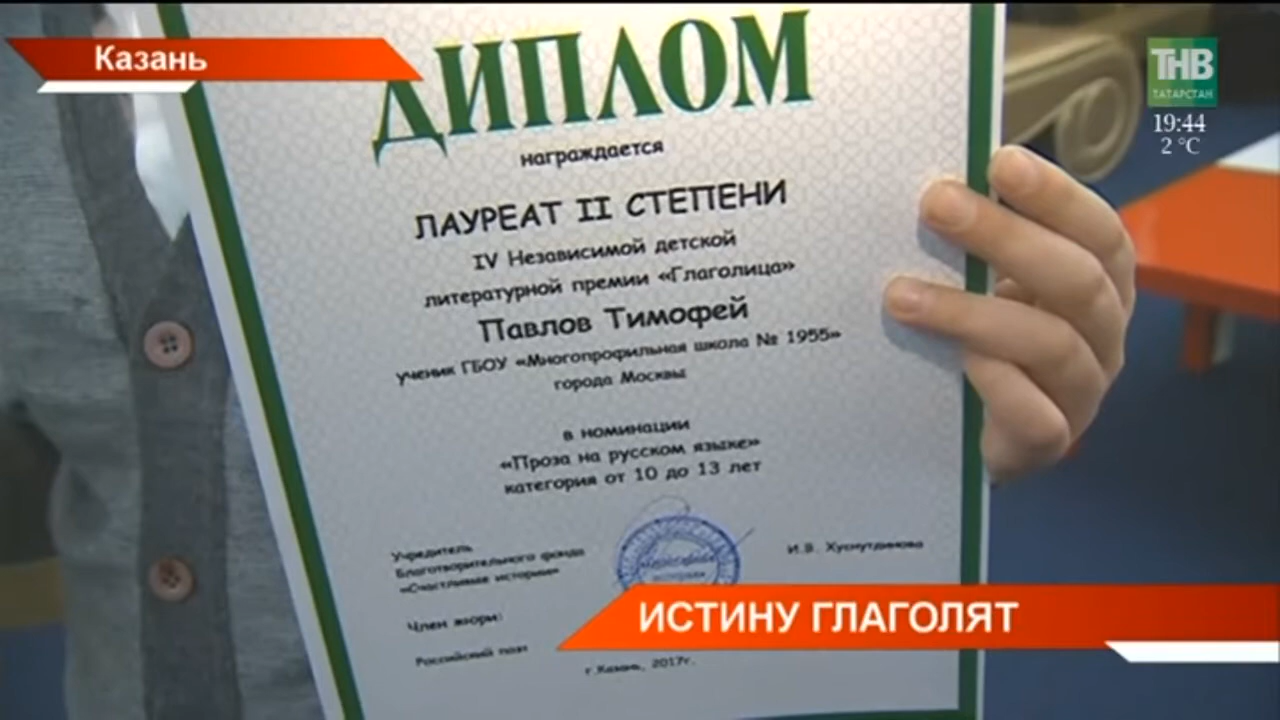 Казань
ТНВ
ТАТАРСТАН
19:44
2 °C
ДИПЛОМ
награждается
ЛАУРЕАТ II СТЕПЕНИ
IV Независимой детской
литературной премии «Глаголица»
Павлов Тимофей
ученик ГБОУ «Многопрофильная школа № 1955»
города Москвы
в номинации
«Проза на русском языке»
категория от 10 до 13 лет
Учредитель
Благотворительного фонда
«Счастливые истории»
И.В. Хуснутдинова
Член жюри:
Российский поэт
г.Казань, 2017г.
ИСТИНУ ГЛАГОЛЯТ